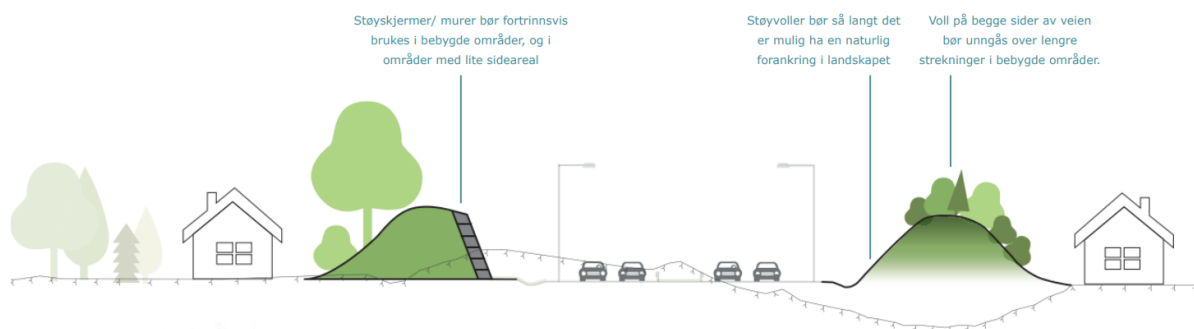 Støyskjermer/ murer bør fortrinnsvis
brukes i bebygde områder, og i
områder med lite sideareal
Støyvoller bør så langt det
er mulig ha en naturlig
forankring i landskapet
Voll på begge sider av veien
bør unngås over lengre
strekninger i bebygde områder.